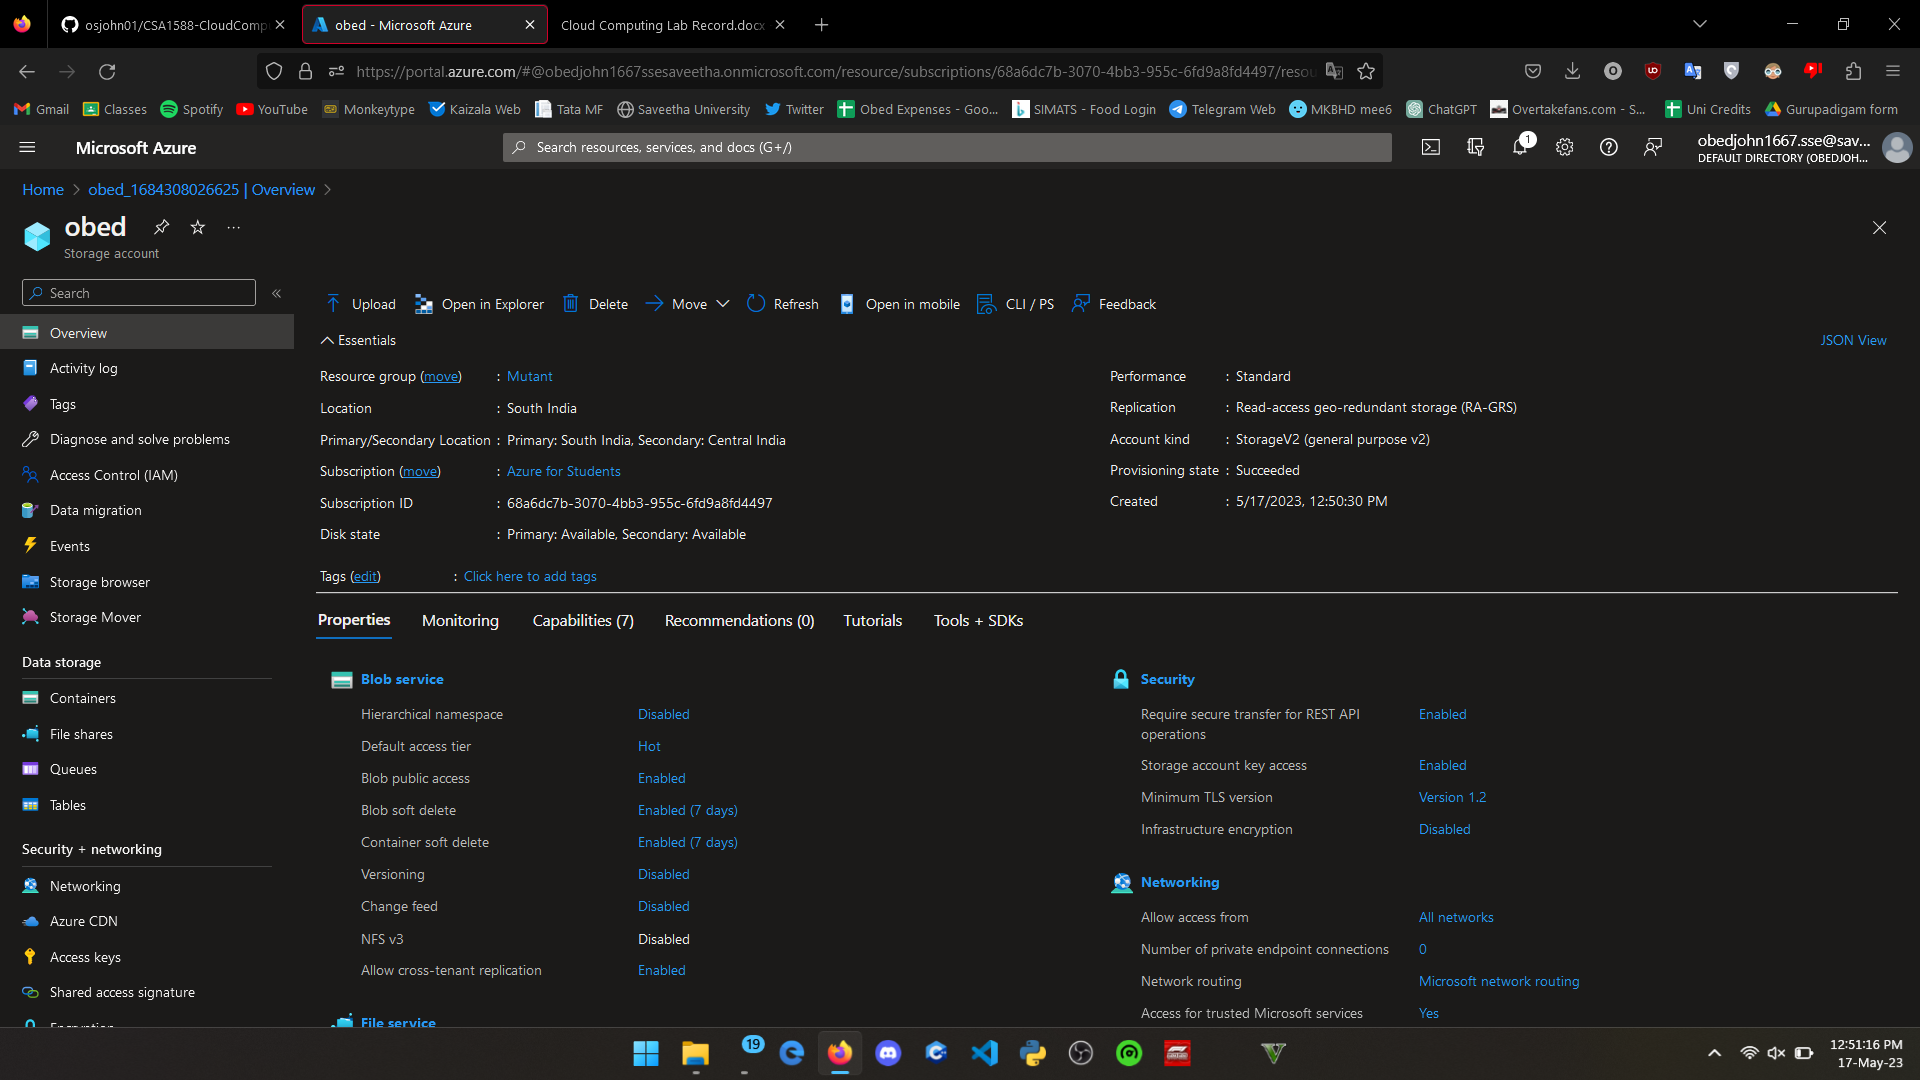 osjohn01/CSA1588-CloudComp
obed - Microsoft Azure
Cloud Computing Lab Record.docx
https://portal.azure.com/#@obedjohn1667ssesaveetha.onmicrosoft.com/resource/subscriptions/68a6dc7b-3070-4bb3-955c-6fd9a8fd4497/resou
Gmail Classes Spotify YouTube Monkeytype Kaizala Web Tata MF Saveetha University Twitter Obed Expenses - Goo... SIMATS - Food Login Telegram Web MKBHD mee6 ChatGPT Overtakefans.com - S... Uni Credits Gurupadigam form
Microsoft Azure
Search resources, services, and docs (G+/)
1
obedjohn1667.sse@sav...
DEFAULT DIRECTORY (OBEDJOH...
Home > obed_1684308026625 | Overview >
obed
Storage account
Search
Upload Open in Explorer Delete Move Refresh Open in mobile CLI / PS Feedback
Essentials
JSON View
Resource group (move) : Mutant
Location : South India
Primary/Secondary Location : Primary: South India, Secondary: Central India
Subscription (move) : Azure for Students
Subscription ID : 68a6dc7b-3070-4bb3-955c-6fd9a8fd4497
Disk state : Primary: Available, Secondary: Available
Tags (edit) : Click here to add tags
Performance : Standard
Replication : Read-access geo-redundant storage (RA-GRS)
Account kind : StorageV2 (general purpose v2)
Provisioning state : Succeeded
Created : 5/17/2023, 12:50:30 PM
Overview
Activity log
Tags
Diagnose and solve problems
Access Control (IAM)
Data migration
Events
Storage browser
Storage Mover
Data storage
Containers
File shares
Queues
Tables
Security + networking
Networking
Azure CDN
Access keys
Shared access signature
Encryption
Properties Monitoring Capabilities (7) Recommendations (0) Tutorials Tools + SDKs
Blob service
Hierarchical namespace Disabled
Default access tier Hot
Blob public access Enabled
Blob soft delete Enabled (7 days)
Container soft delete Enabled (7 days)
Versioning Disabled
Change feed Disabled
NFS v3 Disabled
Allow cross-tenant replication Enabled
File service
Security
Require secure transfer for REST API operations Enabled
Storage account key access Enabled
Minimum TLS version Version 1.2
Infrastructure encryption Disabled
Networking
Allow access from All networks
Number of private endpoint connections 0
Network routing Microsoft network routing
Access for trusted Microsoft services Yes
19
12:51:16 PM
17-May-23